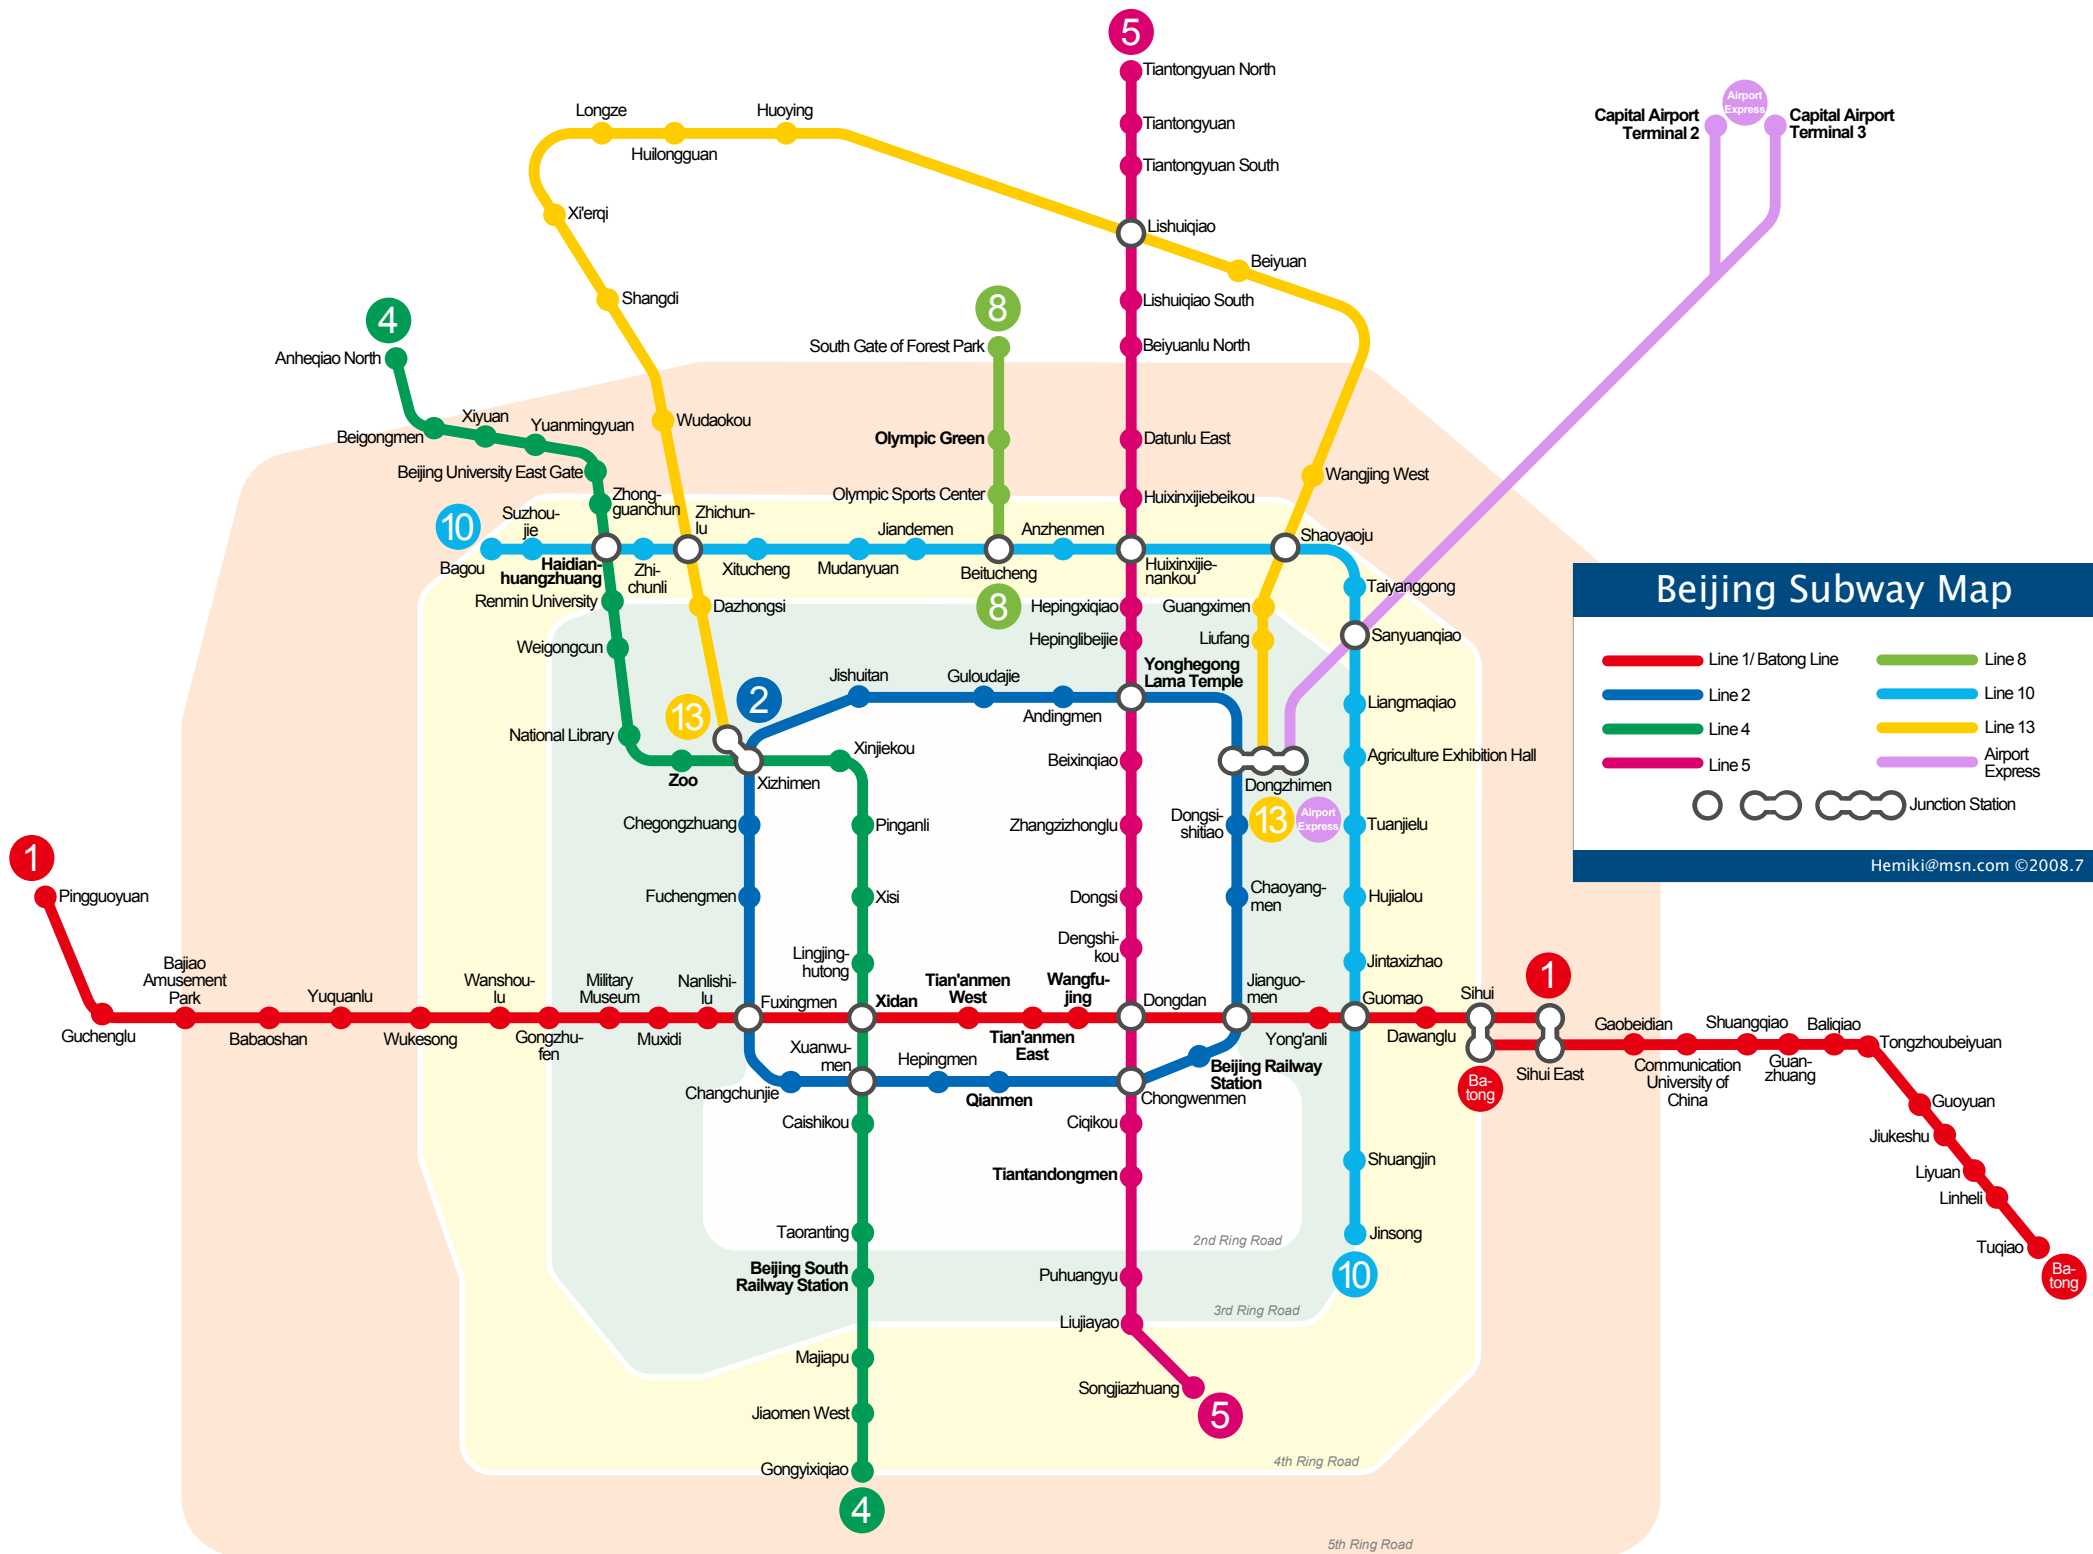 5
Tiantongyuan North
Tiantongyuan
Tiantongyuan South
Longze
Huilongguan
Huoying
Xi'erqi
Shangdi
Lishuiqiao
Beiyuan
Airport
Express
Capital Airport
Terminal 2
Capital Airport
Terminal 3
4
Anheqiao North
8
South Gate of Forest Park
Lishuiqiao South
Beiyuanlu North
Beigongmen
Xiyuan
Yuanmingyuan
Wudaokou
Olympic Green
Datunlu East
Beijing University East Gate
Zhong-
guanchun
Olympic Sports Center
Huixinxijiebeikou
Wangjing West
10
Suzhou-
jie
Bagou
Haidian-
huangzhuang
Zhi-
chunli
Zhichun-
lu
Xitucheng
Mudanyuan
Jiandemen
Beitucheng
8
Anzhenmen
Huixinxijie-
nankou
Shaoyaoju
Taiyanggong
Renmin University
Dazhongsi
Hepingxiqiao
Guangximen
Weigongcun
Hepinglibeijie
Liufang
Sanyuanqiao
Beijing Subway Map
Line 1/ Batong Line
Line 2
Line 4
Line 5
Line 8
Line 10
Line 13
Airport
Express
Junction Station
Hemiki@msn.com ©2008.7
Yonghegong
Lama Temple
National Library
13
2
Jishuitan
Guloudajie
Andingmen
Liangmaqiao
Zoo
Xizhimen
Xinjiekou
Beixinqiao
Dongzhimen
13
Airport
Express
Agriculture Exhibition Hall
Chegongzhuang
Pinganli
Zhangzizhonglu
Dongsi-
shitiao
Tuanjielu
Fuchengmen
Xisi
Dongsi
Chaoyang-
men
Hujialou
Lingjing-
hutong
Dengshi-
kou
Jintaxizhao
1
Pingguoyuan
Guchenglu
Bajiao
Amusement
Park
Babaoshan
Yuquanlu
Wukesong
Wanshou-
lu
Gongzhu-
fen
Military
Museum
Muxidi
Nanlishi-
lu
Fuxingmen
Xidan
Tian'anmen
West
Tian'anmen
East
Wangfu-
jing
Dongdan
Jianguo-
men
Yong'anli
Guomao
Dawanglu
Sihui
1
Sihui East
Ba-
tong
Gaobeidian
Communication
University of
China
Shuangqiao
Guan-
zhuang
Baliqiao
Tongzhoubeiyuan
Guoyuan
Jiukeshu
Liyuan
Linheli
Tuqiao
Ba-
tong
Changchunjie
Xuanwu-
men
Hepingmen
Qianmen
Chongwenmen
Beijing Railway
Station
Caishikou
Ciqikou
Tiantandongmen
Shuangjin
Taoranting
2nd Ring Road
Jinsong
10
Beijing South
Railway Station
Puhuangyu
3rd Ring Road
Liujiayao
Majiapu
Songjiazhuang
5
Jiaomen West
Gongyixiqiao
4
4th Ring Road
5th Ring Road